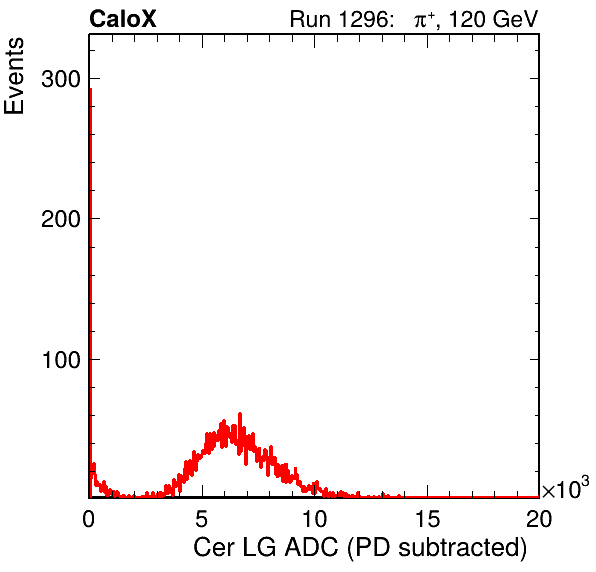 CaloX Run 1296: π⁺, 120 GeV
Events
300
200
100
0 5 10 15 20
×10³
Cer LG ADC (PD subtracted)